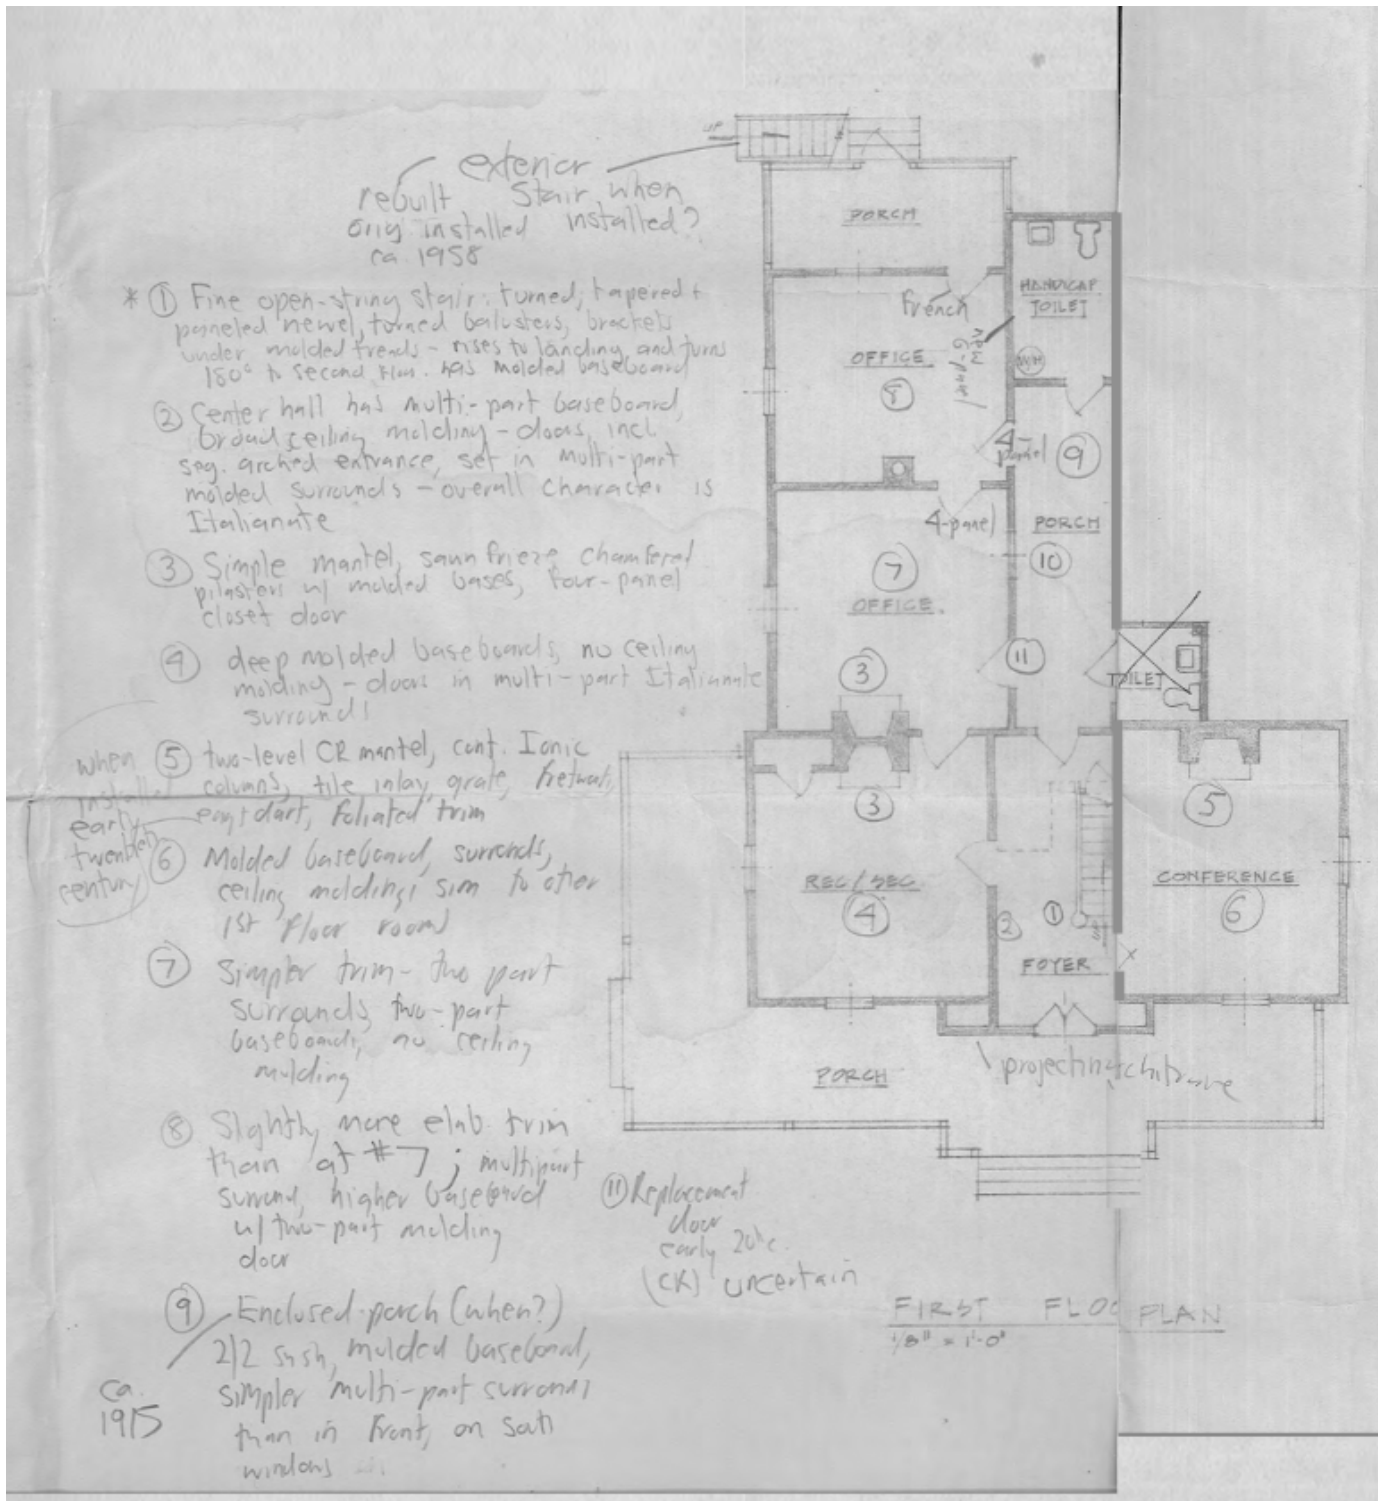 exterior
rebuilt stair, when
orig. installed installed?
ca 1958
* ① Fine open-string stair: turned, tapered +
paneled newel, turned balusters, brackets
under molded treads - rises to landing and turns
180° to second floor. has molded baseboard
② Center hall has multi-part baseboard,
broad ceiling molding - doors, incl
seg. arched entrance, set in multi-part
molded surrounds - overall character is
Italianate
③ Simple mantel, sawn frieze, chamfered
pilasters w/ molded bases, four-panel
closet door
④ deep molded baseboards, no ceiling
molding - doors in multi-part Italianate
surrounds
⑤ two-level CR mantel, cont. Ionic
columns, tile inlay, grate, fretwork,
egg + dart, foliated trim
when
installed
early
twentieth
century
⑥ Molded baseboard, surrounds,
ceiling moldings sim to other
1st floor room
⑦ Simpler trim - two part
surrounds, two-part
baseboards, no ceiling
molding
⑧ Slightly more elab. trim
than at #7; multipart
surround, higher baseboard
w/ two-part molding
door
⑨ Enclosed porch (when?)
2/2 sash, molded baseboard,
simpler multi-part surrounds
than in front, on south
windows
ca.
1915
⑪ Replacement
door
early 20th c.
(CK) uncertain
UP
PORCH
HANDICAP
TOILET
french
6-panel
new
W/H
OFFICE
⑧
4-
panel
⑨
4-panel
PORCH
⑩
⑦
OFFICE
⑪
③
TOILET
③
⑤
REC/SEC
④
②
①
CONFERENCE
⑥
FOYER
PORCH
projecting architrave
FIRST FLOO PLAN
1/8" = 1'-0"